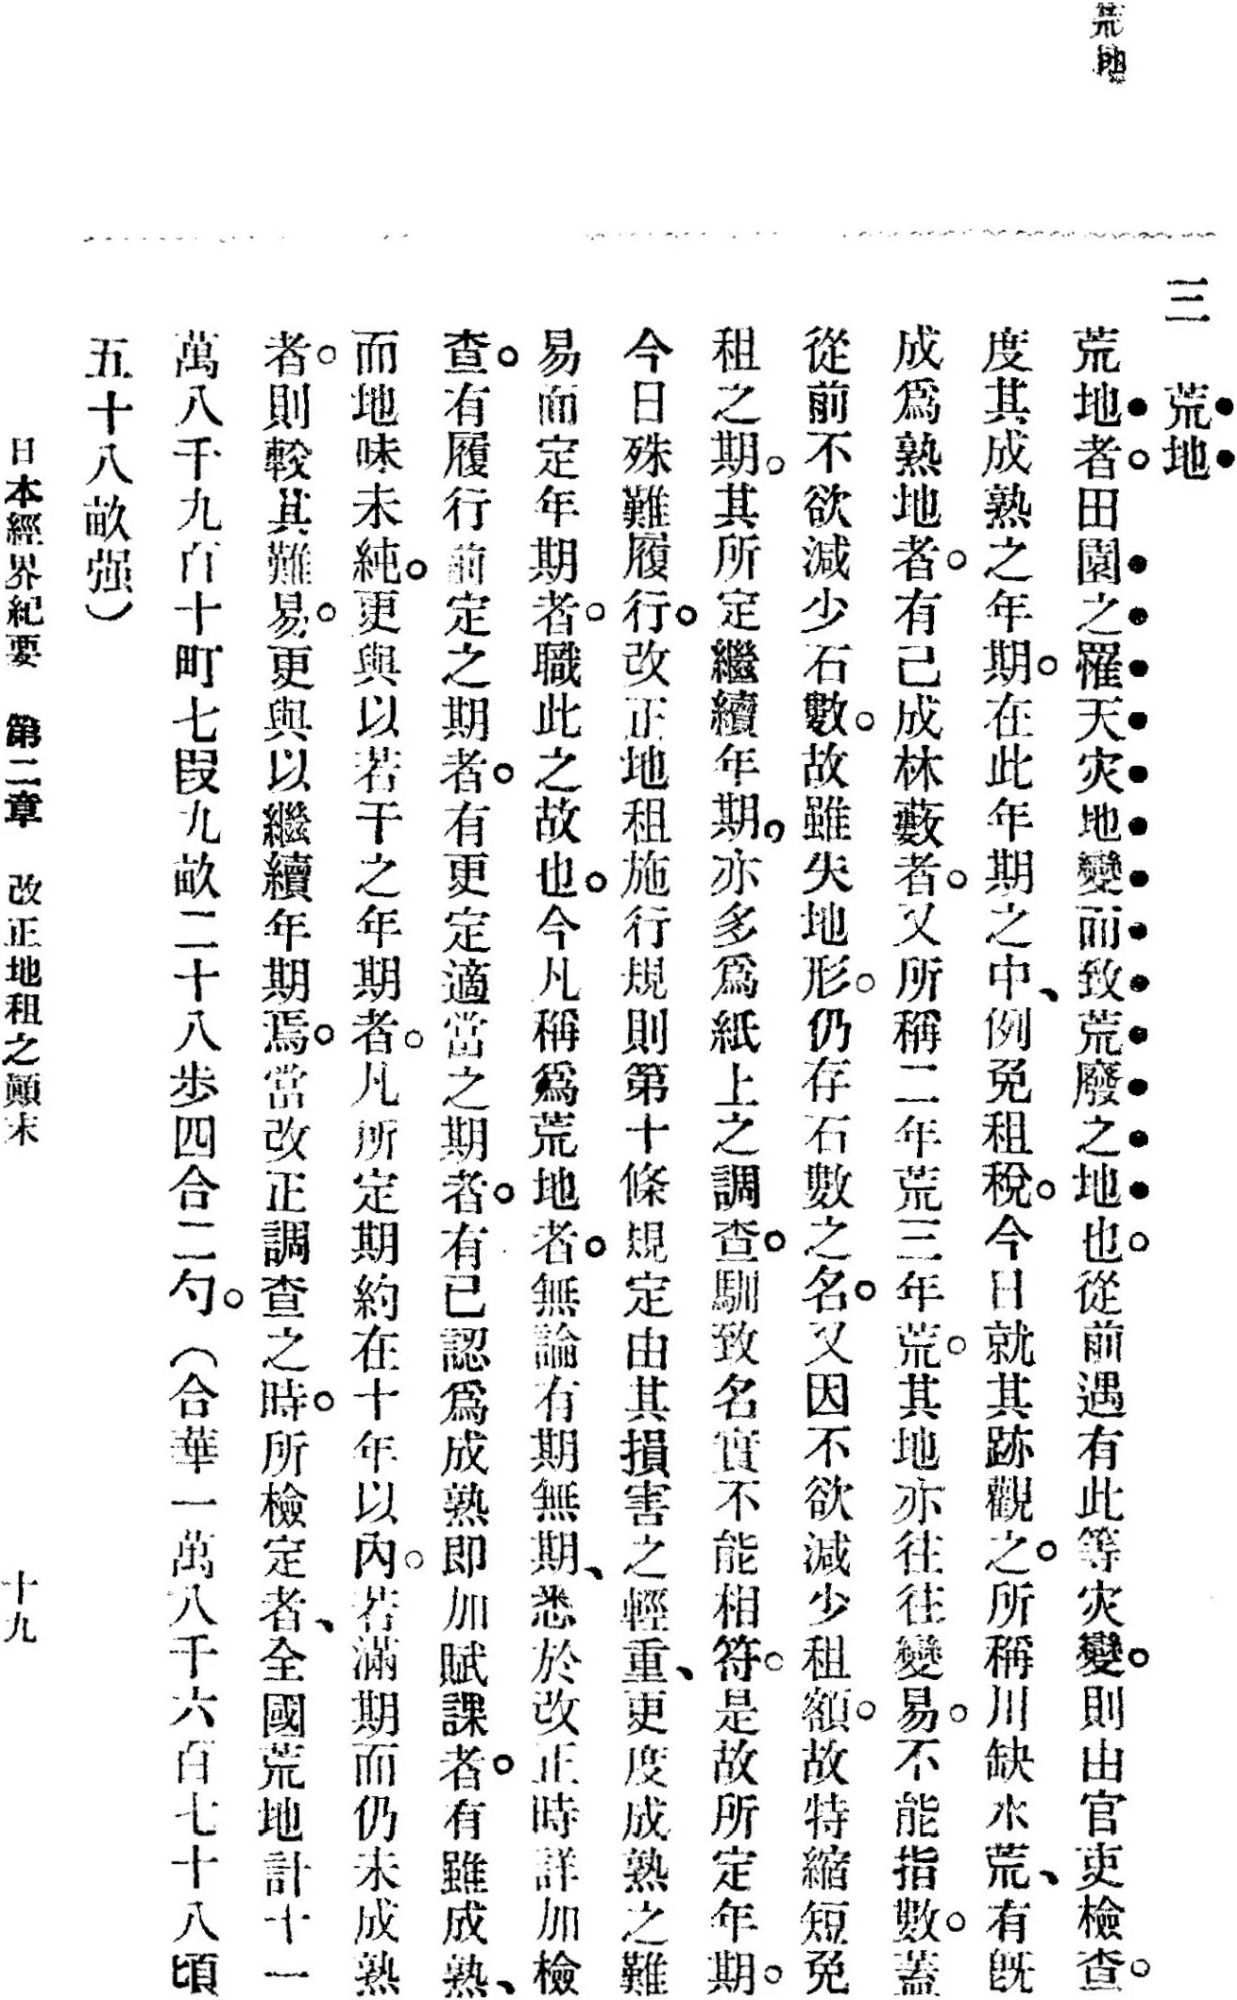 荒地
三　荒地
荒地者。田園之罹天灾地變而致荒廢之地也。從前遇有此等灾變。則由官吏檢查。
度其成熟之年期。在此年期之中、例免租稅。今日就其跡觀之。所稱川缺水荒、有旣
成爲熟地者。有已成林藪者。又所稱二年荒三年荒。其地亦往往變易。不能指數。蓋
從前不欲減少石數。故雖失地形。仍存石數之名。又因不欲減少租額。故特縮短免
租之期。其所定繼續年期。亦多爲紙上之調查。馴致名實不能相符。是故所定年期。
今日殊難履行。改正地租施行規則第十條規定由其損害之輕重、更度成熟之難
易而定年期者。職此之故也。今凡稱爲荒地者。無論有期無期、悉於改正時詳加檢
查。有履行前定之期者。有更定適當之期者。有已認爲成熟卽加賦課者。有雖成熟、
而地味未純。更與以若干之年期者。凡所定期約在十年以內。若滿期而仍未成熟
者。則較其難易。更與以繼續年期焉。當改正調查之時。所檢定者、全國荒地計十一
萬八千九百十町七段九畝二十八步四合二勺。（合華一萬八千六百七十八頃
五十八畝强）
日本經界紀要　第二章　改正地租之顚末　十九